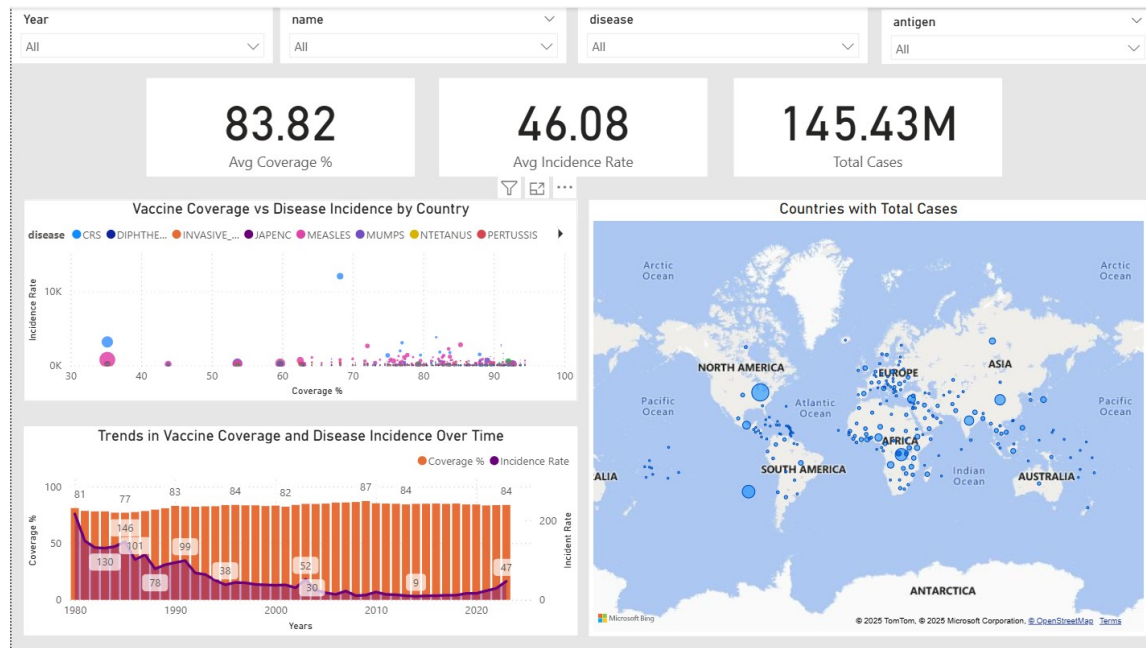 Year
name
disease
antigen
All
All
All
All
83.82
Avg Coverage %
46.08
Avg Incidence Rate
145.43M
Total Cases
Vaccine Coverage vs Disease Incidence by Country
disease CRS DIPHTHE... INVASIVE_... JAPENC MEASLES MUMPS NTETANUS PERTUSSIS
Incidence Rate
10K
0K
30 40 50 60 70 80 90 100
Coverage %
Trends in Vaccine Coverage and Disease Incidence Over Time
Coverage % Incidence Rate
Coverage %
100
50
0
81 77 83 84 82 87 84 84
146
130
101
78
99
38
52
30
9
47
200
0
Incident Rate
1980 1990 2000 2010 2020
Years
Countries with Total Cases
Arctic
Ocean
Arctic
Ocean
NORTH AMERICA
EUROPE
ASIA
Pacific
Ocean
Atlantic
Ocean
Pacific
Ocean
AFRICA
SOUTH AMERICA
Indian
Ocean
ALIA
AUSTRALIA
ANTARCTICA
Microsoft Bing
© 2025 TomTom, © 2025 Microsoft Corporation, © OpenStreetMap Terms